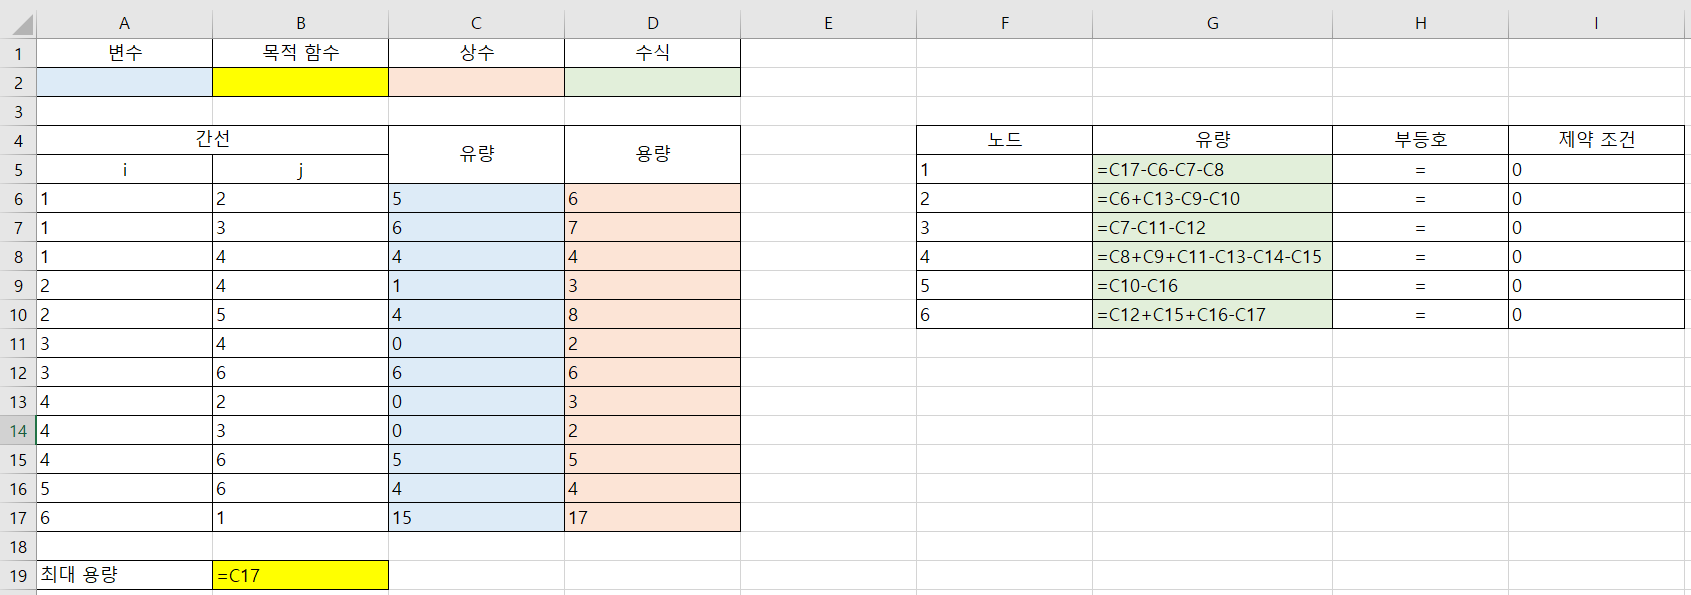 A B C D E F G H I
1 변수 목적 함수 상수 수식
2
3
4 간선 유량 용량 노드 유량 부등호 제약 조건
5 i j 1 =C17-C6-C7-C8 = 0
6 1 2 5 6 2 =C6+C13-C9-C10 = 0
7 1 3 6 7 3 =C7-C11-C12 = 0
8 1 4 4 4 4 =C8+C9+C11-C13-C14-C15 = 0
9 2 4 1 3 5 =C10-C16 = 0
10 2 5 4 8 6 =C12+C15+C16-C17 = 0
11 3 4 0 2
12 3 6 6 6
13 4 2 0 3
14 4 3 0 2
15 4 6 5 5
16 5 6 4 4
17 6 1 15 17
18
19 최대 용량 =C17